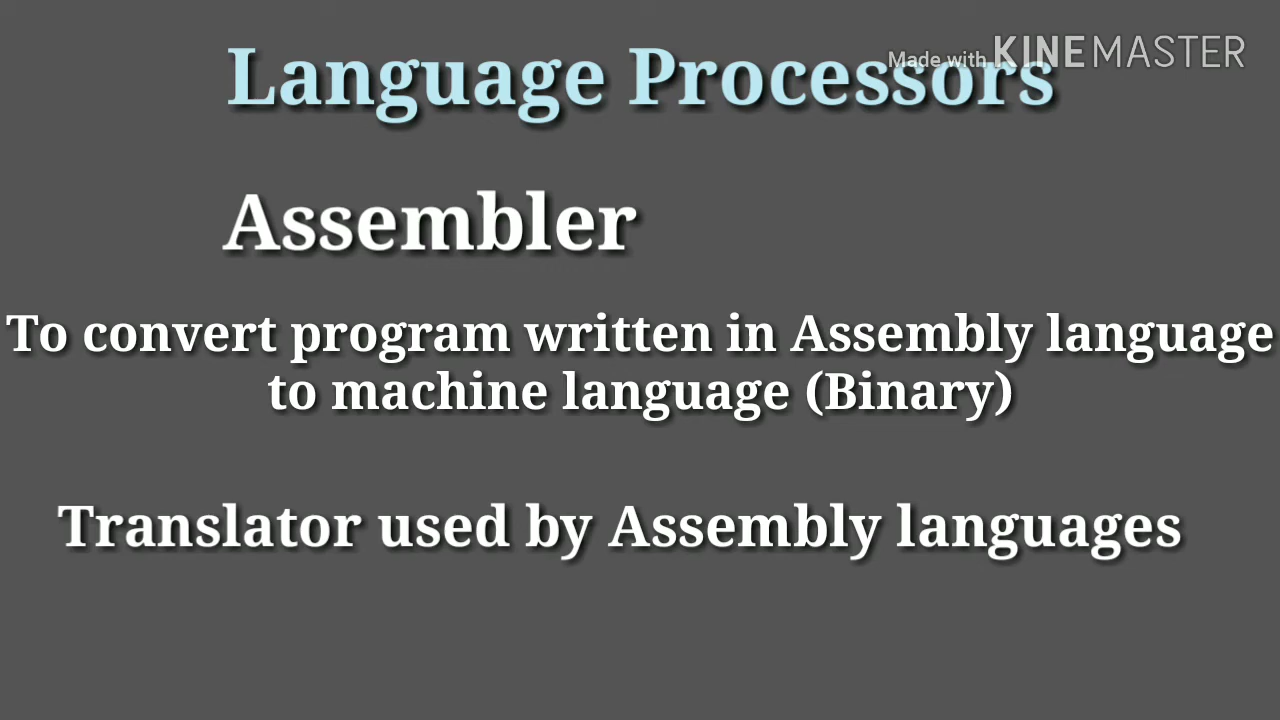 Made with KINEMASTER
Language Processors
Assembler
To convert program written in Assembly language
to machine language (Binary)
Translator used by Assembly languages